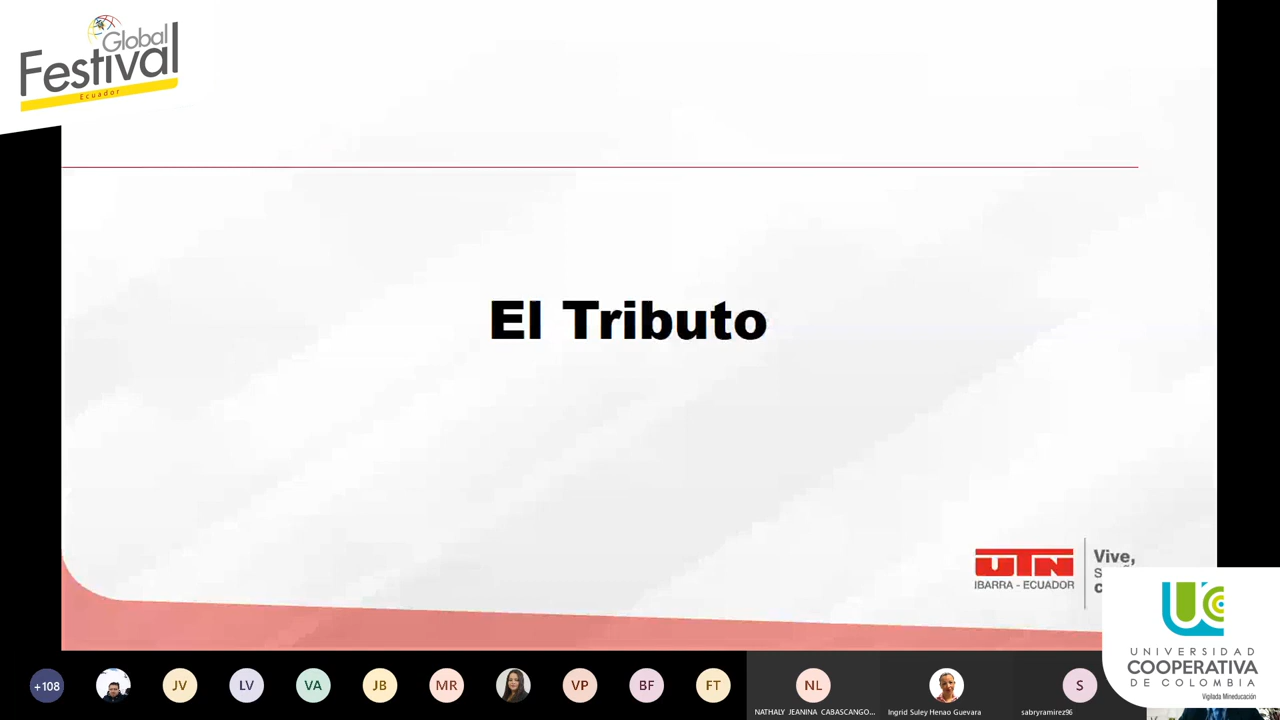 Global
Festival
Ecuador
El Tributo
UTN
IBARRA - ECUADOR
Vive,
UNIVERSIDAD
COOPERATIVA
DE COLOMBIA
Vigilada Mineducación
+108
JV
LV
VA
JB
MR
VP
BF
FT
NL
S
NATHALY JEANINA CABASCANGO...
Ingrid Suley Henao Guevara
sabryramirez96